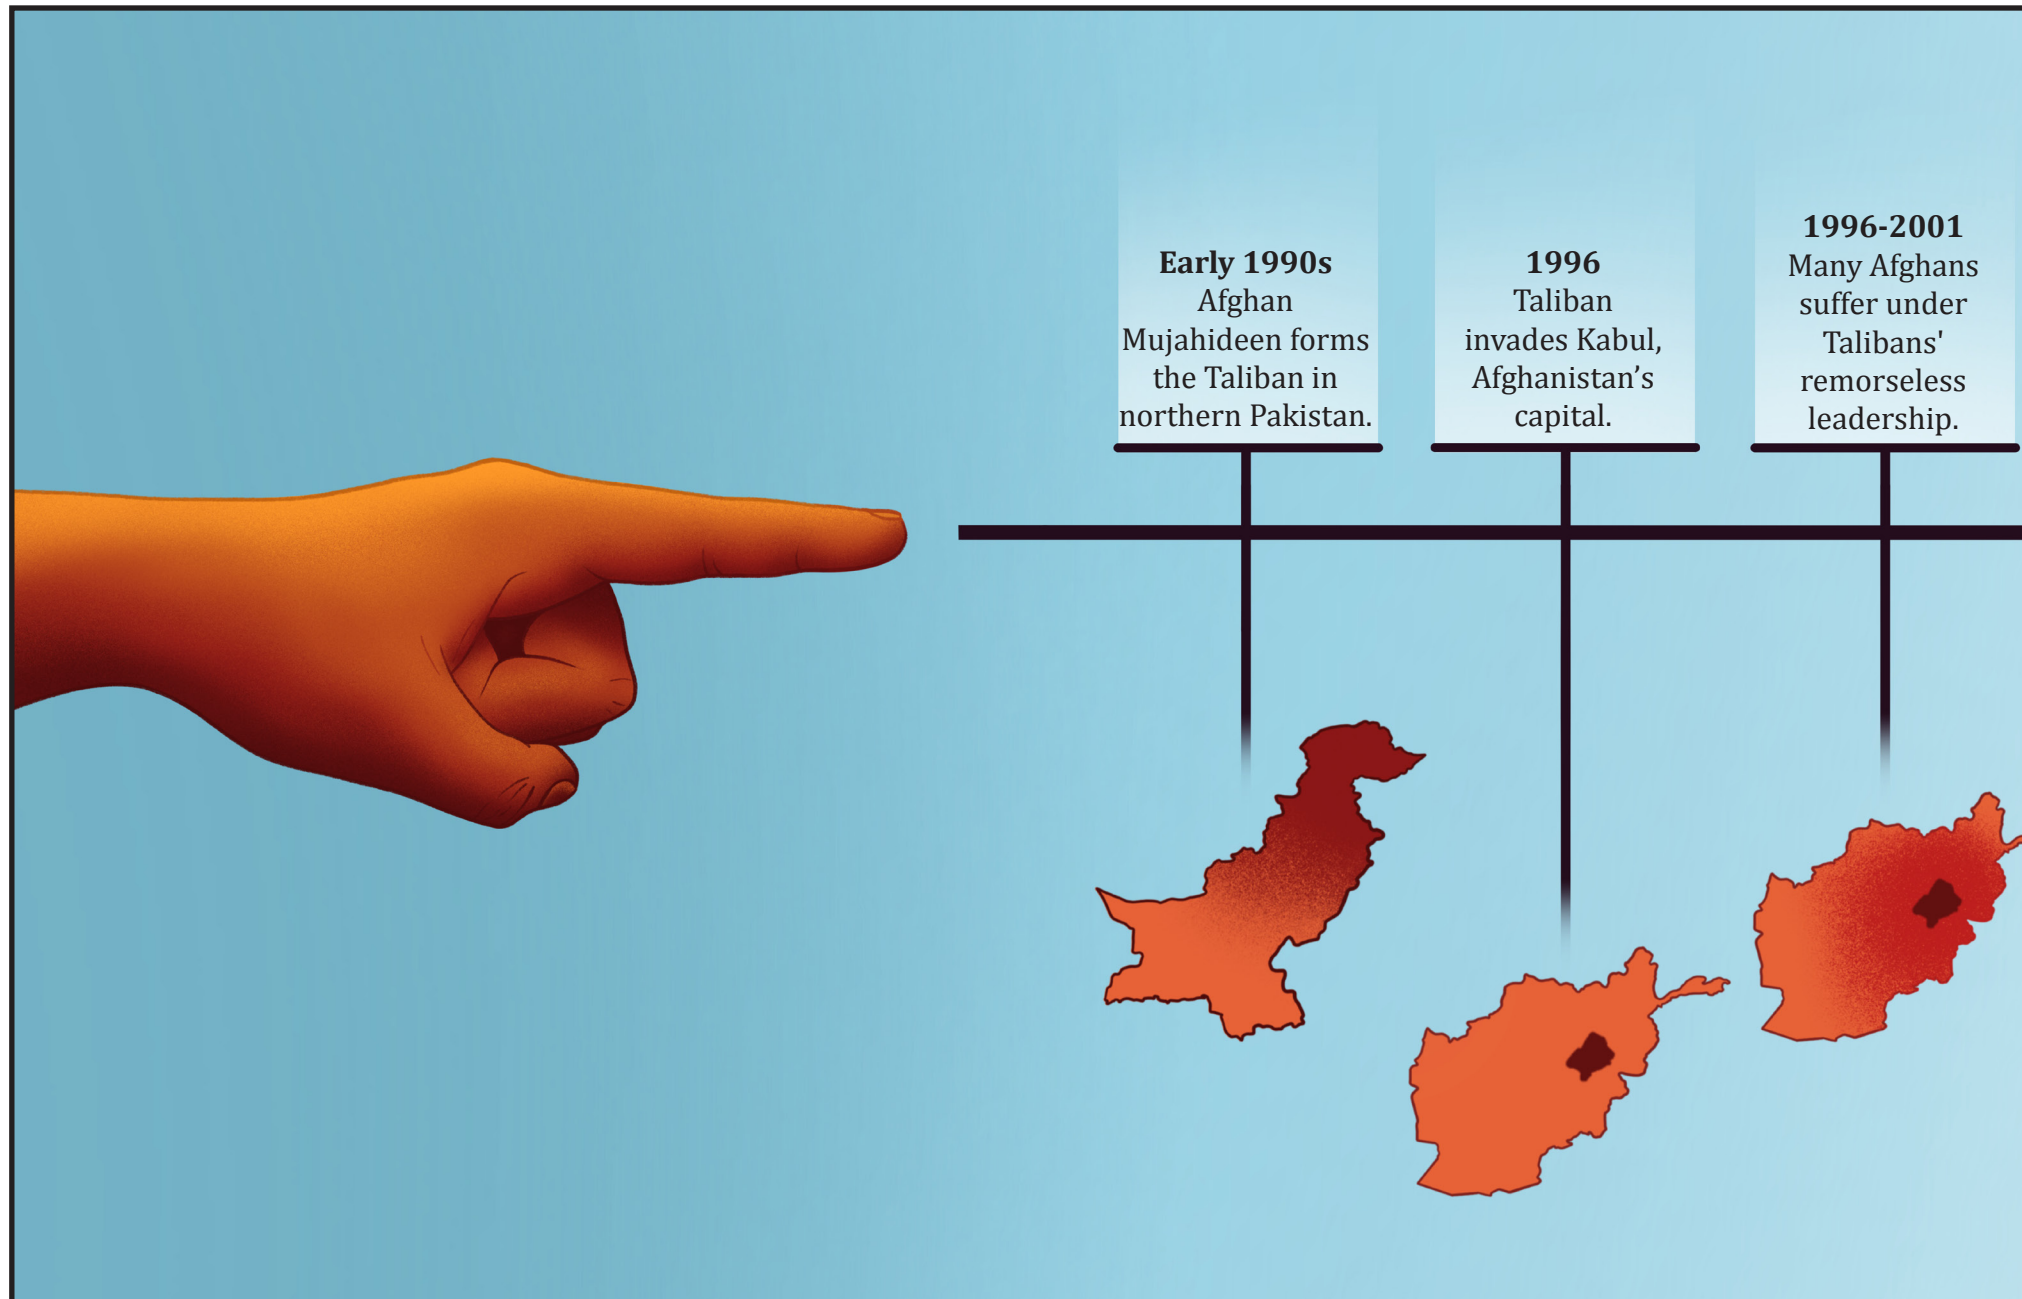 Early 1990s
Afghan
Mujahideen forms
the Taliban in
northern Pakistan.
1996
Taliban
invades Kabul,
Afghanistan’s
capital.
1996-2001
Many Afghans
suffer under
Talibans'
remorseless
leadership.